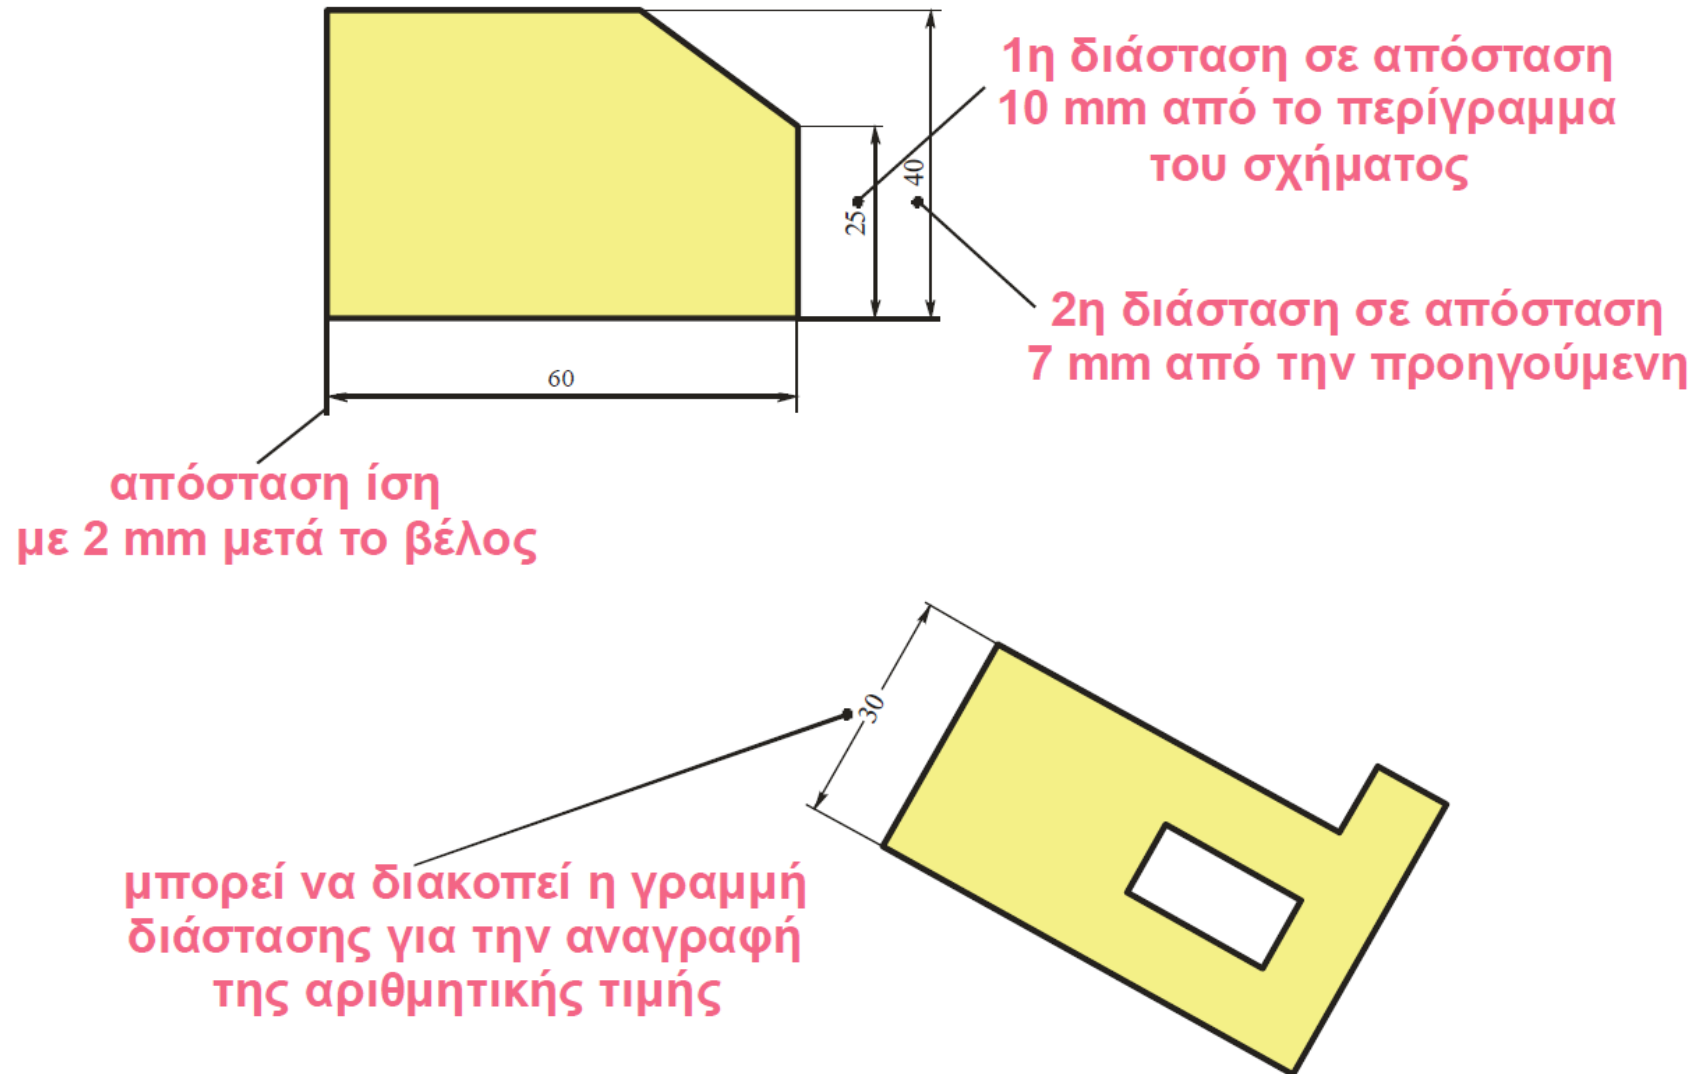 1η διάσταση σε απόσταση
10 mm από το περίγραμμα
του σχήματος
40
25
2η διάσταση σε απόσταση
7 mm από την προηγούμενη
60
απόσταση ίση
με 2 mm μετά το βέλος
30
μπορεί να διακοπεί η γραμμή
διάστασης για την αναγραφή
της αριθμητικής τιμής